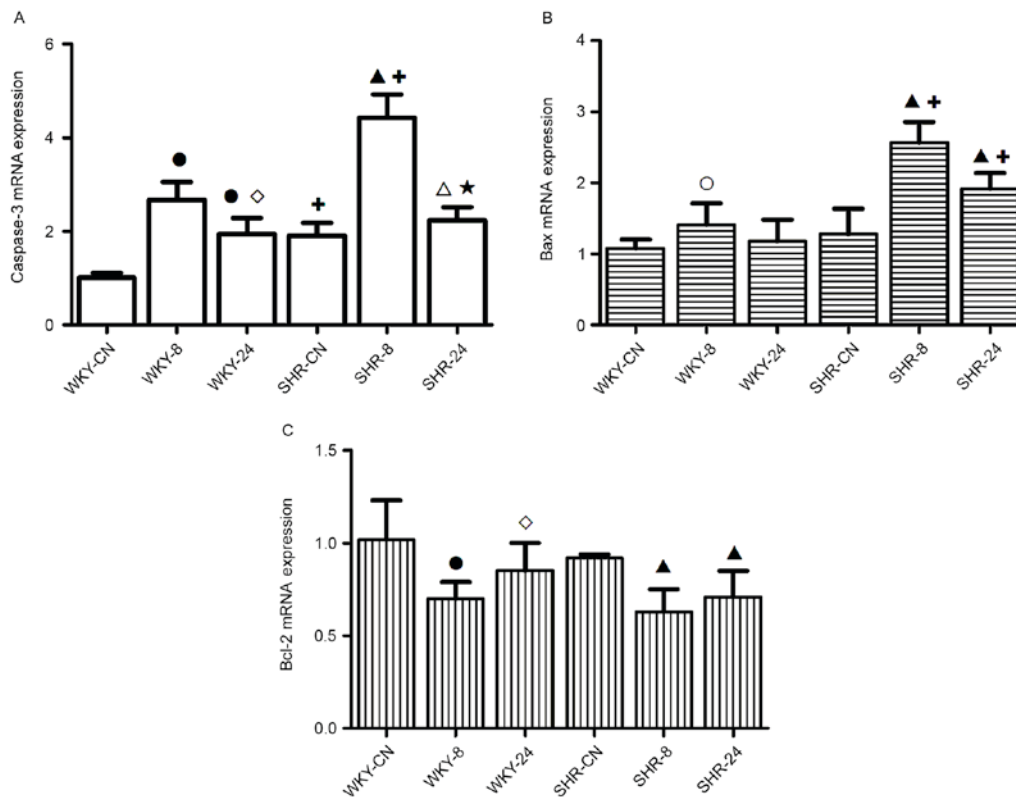 A
Caspase-3 mRNA expression
6
4
2
0
● ● ◇ + ▲ + △ ★
WKY-CN WKY-8 WKY-24 SHR-CN SHR-8 SHR-24
B
Bax mRNA expression
4
3
2
1
0
○ ▲ + ▲ +
WKY-CN WKY-8 WKY-24 SHR-CN SHR-8 SHR-24
C
Bcl-2 mRNA expression
1.5
1.0
0.5
0.0
● ◇ ▲ ▲
WKY-CN WKY-8 WKY-24 SHR-CN SHR-8 SHR-24